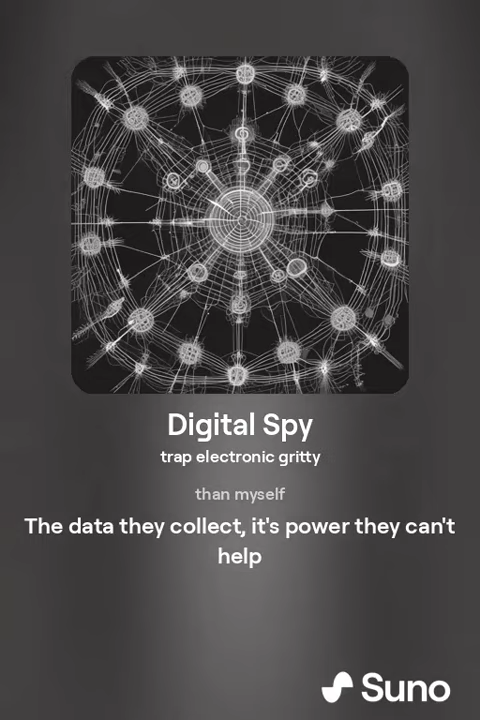 Digital Spy
trap electronic gritty
than myself
The data they collect, it's power they can't
help
Suno